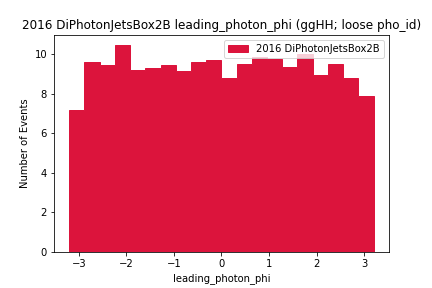 2016 DiPhotonJetsBox2B leading_photon_phi (ggHH; loose pho_id)
2016 DiPhotonJetsBox2B
Number of Events
10
8
6
4
2
0
−3 −2 −1 0 1 2 3
leading_photon_phi